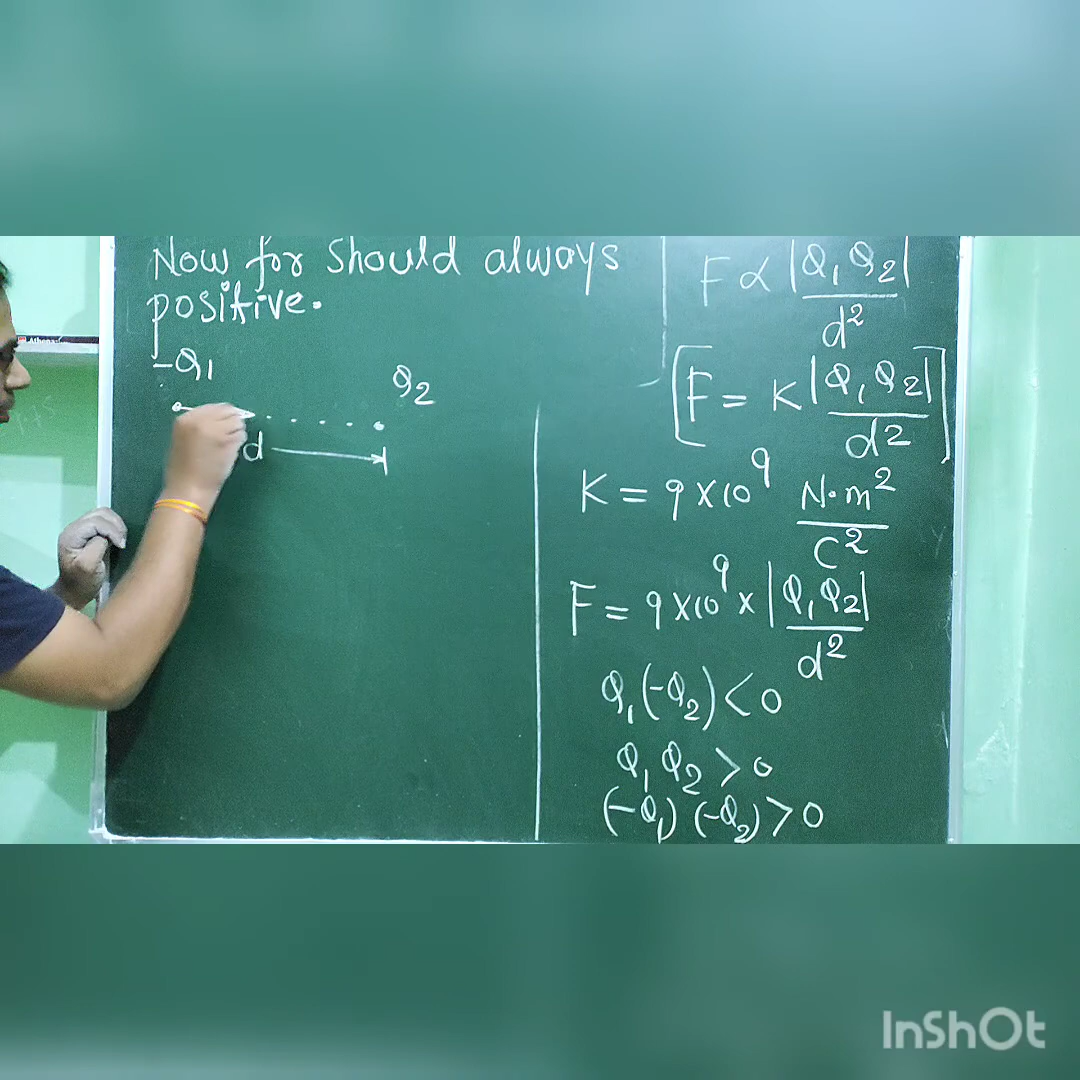 Now for should always
positive.
-Q₁
Q₂
d
F ∝ |Q₁Q₂|/d²
[F = K |Q₁Q₂|/d²]
K = 9×10⁹ N·m²/C²
F = 9×10⁹ × |Q₁Q₂|/d²
Q₁(-Q₂) < 0
Q₁Q₂ > 0
(-Q₁) (-Q₂) > 0
InShOt